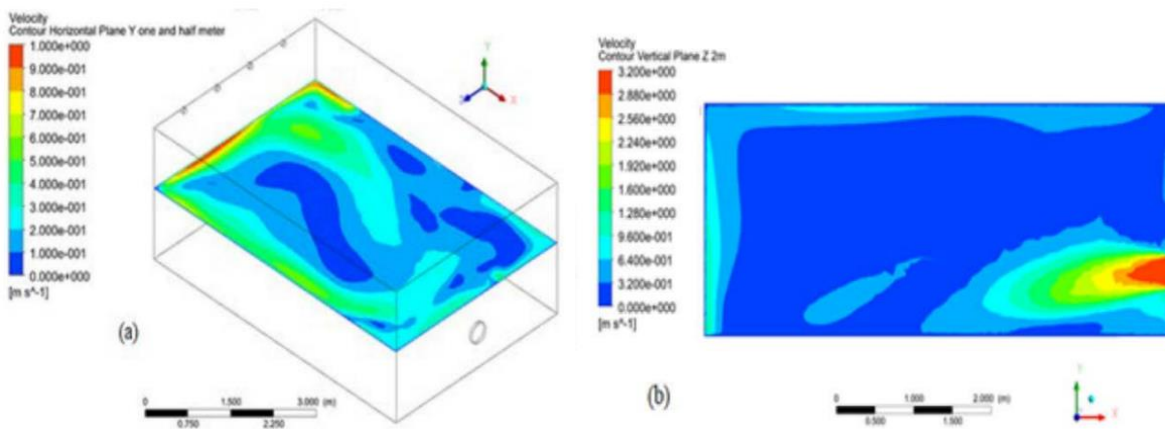 Velocity
Contour Horizontal Plane Y one and half meter
1.000e+000
9.000e-001
8.000e-001
7.000e-001
6.000e-001
5.000e-001
4.000e-001
3.000e-001
2.000e-001
1.000e-001
0.000e+000
[m s^-1]
(a)
Y
X
0 1.500 3.000 (m)
0.750 2.250
Velocity
Contour Vertical Plane Z 2m
3.200e+000
2.880e+000
2.560e+000
2.240e+000
1.920e+000
1.600e+000
1.280e+000
9.600e-001
6.400e-001
3.200e-001
0.000e+000
[m s^-1]
(b)
Y
X
0 1.000 2.000 (m)
0.500 1.500